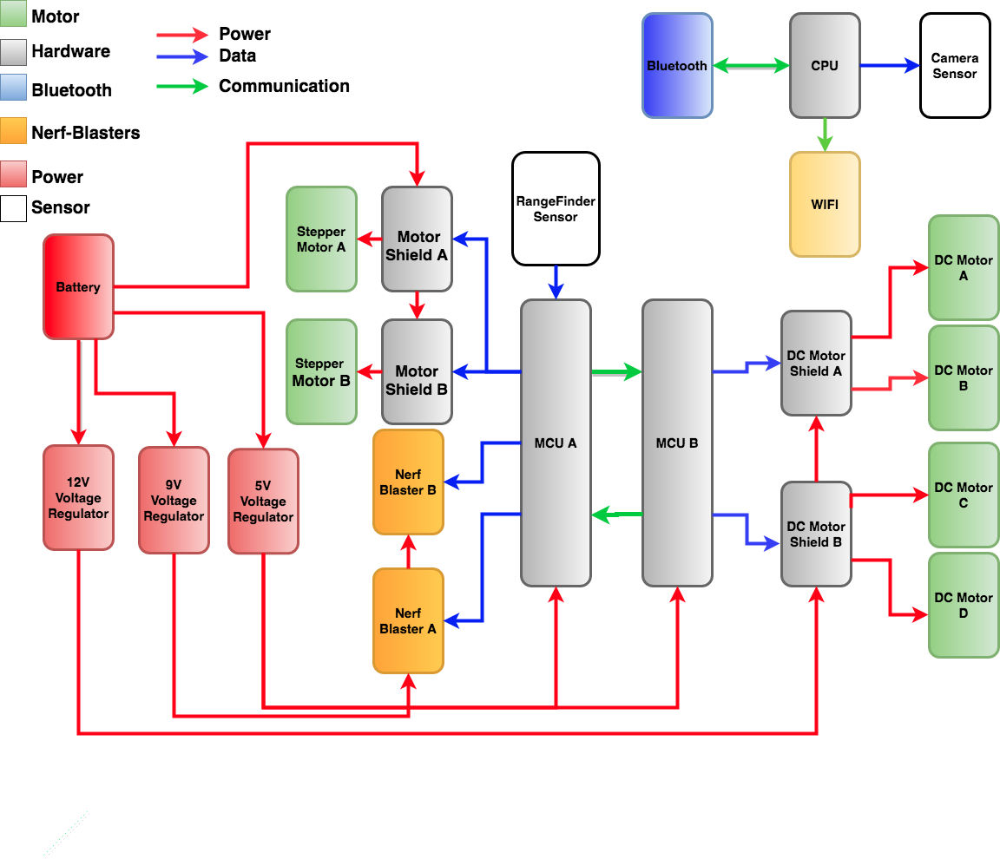 Motor
Hardware
Bluetooth
Nerf-Blasters
Power
Sensor
Power
Data
Communication
Bluetooth
CPU
Camera
Sensor
WIFI
RangeFinder
Sensor
Stepper
Motor A
Motor
Shield A
Battery
Stepper
Motor B
Motor
Shield B
DC Motor
A
DC Motor
B
DC Motor
Shield A
MCU A
MCU B
Nerf
Blaster B
12V
Voltage
Regulator
9V
Voltage
Regulator
5V
Voltage
Regulator
DC Motor
C
DC Motor
Shield B
Nerf
Blaster A
DC Motor
D